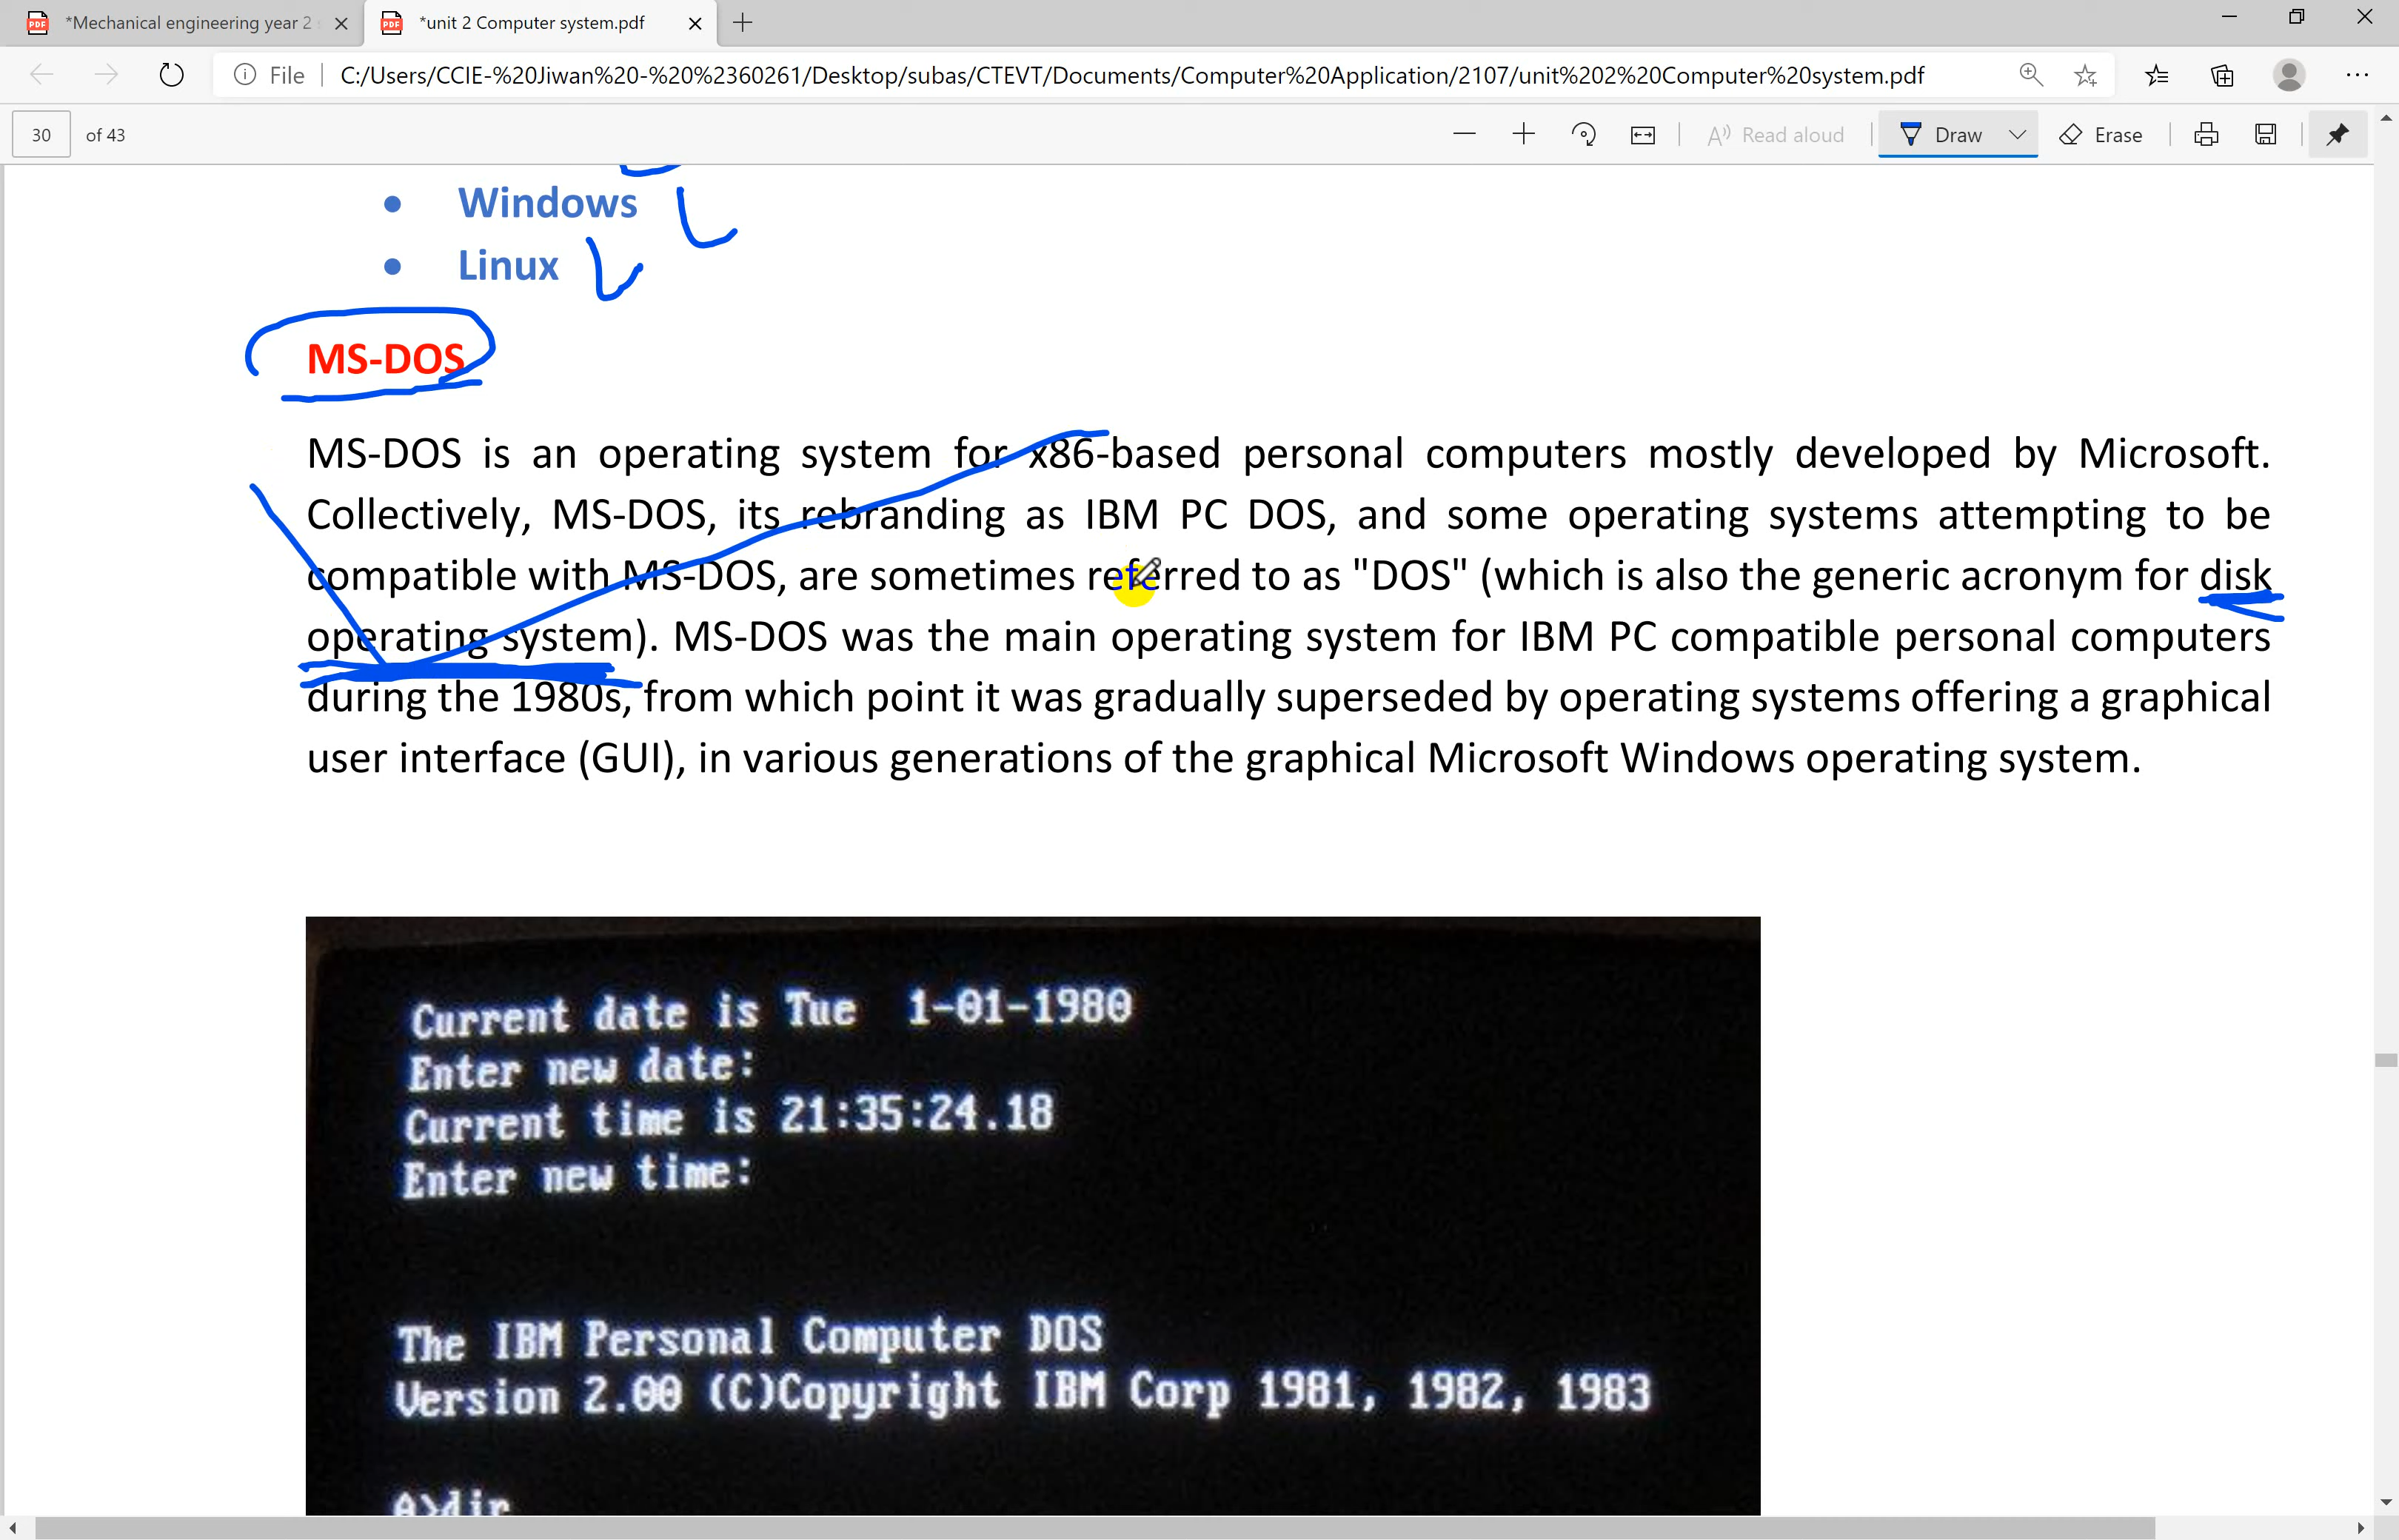 *Mechanical engineering year 2
*unit 2 Computer system.pdf
File
C:/Users/CCIE-%20Jiwan%20-%20%2360261/Desktop/subas/CTEVT/Documents/Computer%20Application/2107/unit%202%20Computer%20system.pdf
30 of 43
Read aloud
Draw
Erase
• Windows
• Linux
MS-DOS
MS-DOS is an operating system for x86-based personal computers mostly developed by Microsoft.
Collectively, MS-DOS, its rebranding as IBM PC DOS, and some operating systems attempting to be
compatible with MS-DOS, are sometimes referred to as "DOS" (which is also the generic acronym for disk
operating system). MS-DOS was the main operating system for IBM PC compatible personal computers
during the 1980s, from which point it was gradually superseded by operating systems offering a graphical
user interface (GUI), in various generations of the graphical Microsoft Windows operating system.
Current date is Tue 1-01-1980
Enter new date:
Current time is 21:35:24.18
Enter new time:
The IBM Personal Computer DOS
Version 2.00 (C)Copyright IBM Corp 1981, 1982, 1983
A>dir